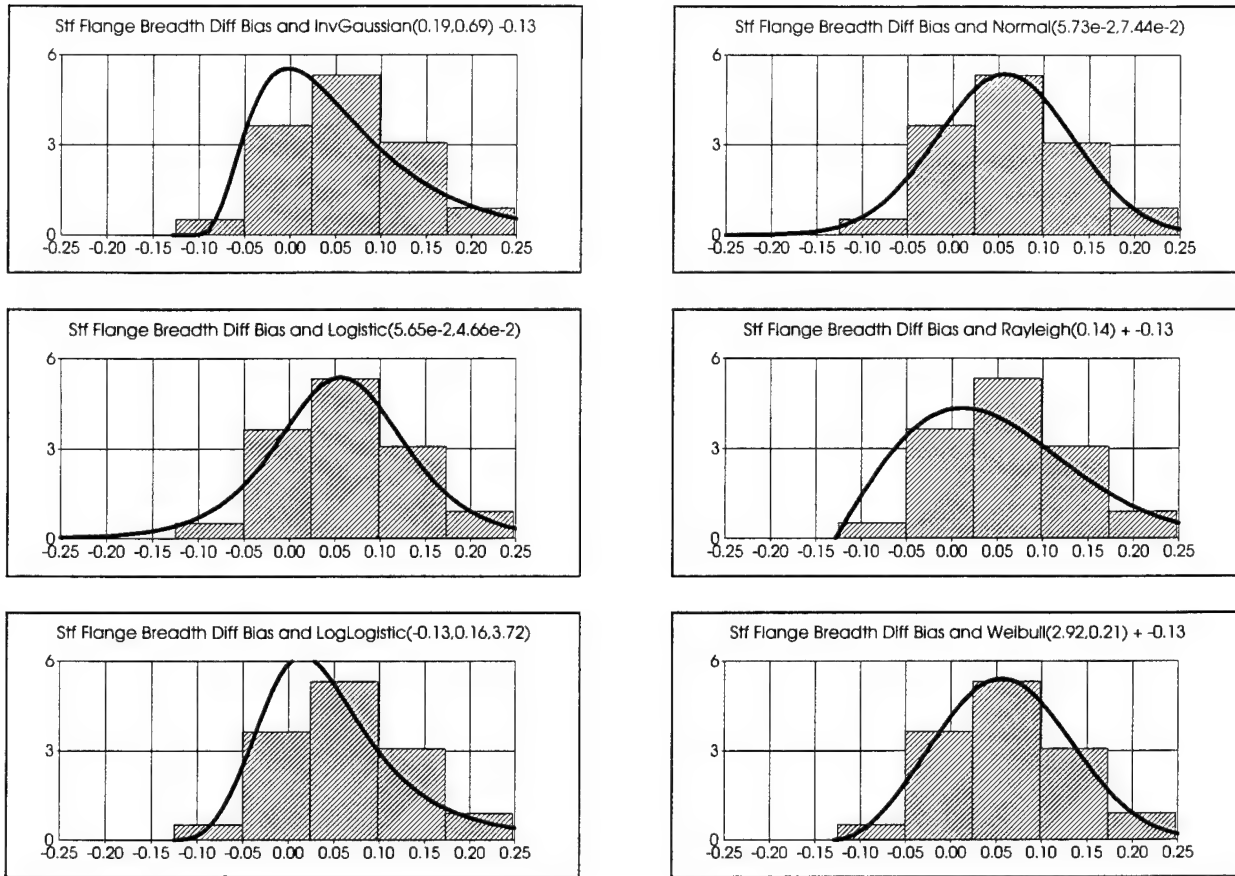 Stf Flange Breadth Diff Bias and InvGaussian(0.19,0.69) -0.13
6
3
0
-0.25 -0.20 -0.15 -0.10 -0.05 0.00 0.05 0.10 0.15 0.20 0.25
Stf Flange Breadth Diff Bias and Normal(5.73e-2,7.44e-2)
6
3
0
-0.25 -0.20 -0.15 -0.10 -0.05 0.00 0.05 0.10 0.15 0.20 0.25
Stf Flange Breadth Diff Bias and Logistic(5.65e-2,4.66e-2)
6
3
0
-0.25 -0.20 -0.15 -0.10 -0.05 0.00 0.05 0.10 0.15 0.20 0.25
Stf Flange Breadth Diff Bias and Rayleigh(0.14) + -0.13
6
3
0
-0.25 -0.20 -0.15 -0.10 -0.05 0.00 0.05 0.10 0.15 0.20 0.25
Stf Flange Breadth Diff Bias and LogLogistic(-0.13,0.16,3.72)
6
3
0
-0.25 -0.20 -0.15 -0.10 -0.05 0.00 0.05 0.10 0.15 0.20 0.25
Stf Flange Breadth Diff Bias and Weibull(2.92,0.21) + -0.13
6
3
0
-0.25 -0.20 -0.15 -0.10 -0.05 0.00 0.05 0.10 0.15 0.20 0.25